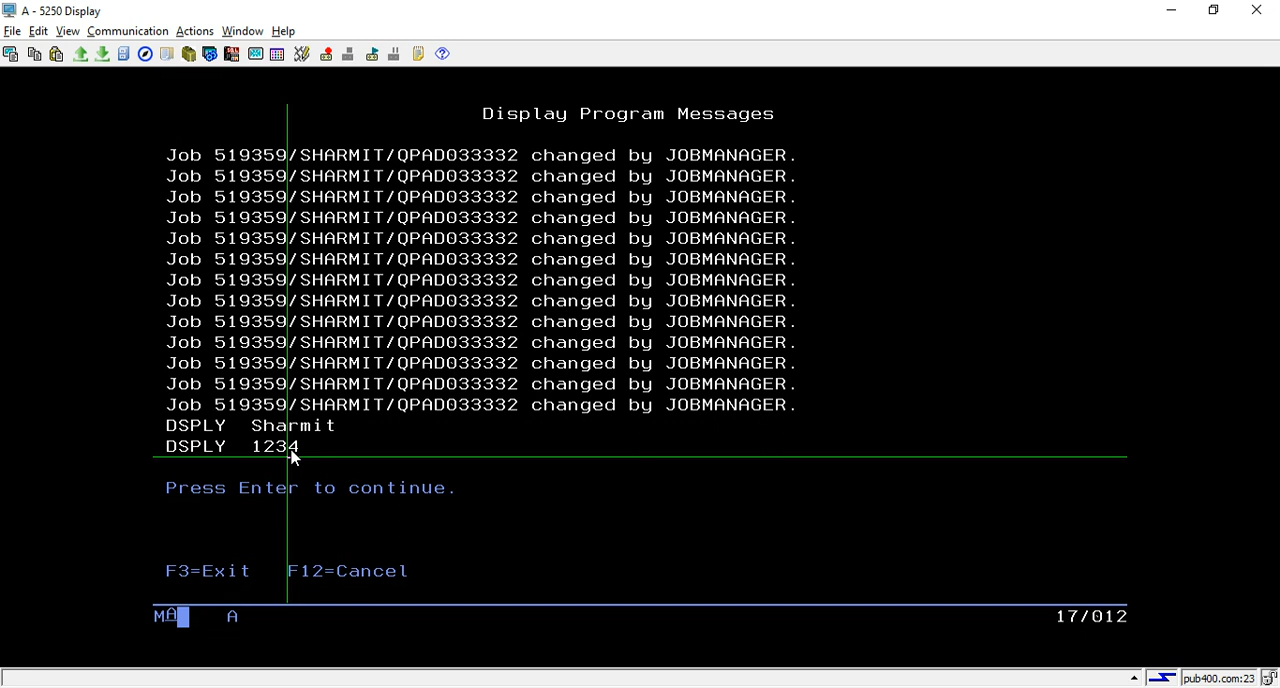 A - 5250 Display
File Edit View Communication Actions Window Help
Display Program Messages
Job 519359/SHARMIT/QPAD033332 changed by JOBMANAGER.
Job 519359/SHARMIT/QPAD033332 changed by JOBMANAGER.
Job 519359/SHARMIT/QPAD033332 changed by JOBMANAGER.
Job 519359/SHARMIT/QPAD033332 changed by JOBMANAGER.
Job 519359/SHARMIT/QPAD033332 changed by JOBMANAGER.
Job 519359/SHARMIT/QPAD033332 changed by JOBMANAGER.
Job 519359/SHARMIT/QPAD033332 changed by JOBMANAGER.
Job 519359/SHARMIT/QPAD033332 changed by JOBMANAGER.
Job 519359/SHARMIT/QPAD033332 changed by JOBMANAGER.
Job 519359/SHARMIT/QPAD033332 changed by JOBMANAGER.
Job 519359/SHARMIT/QPAD033332 changed by JOBMANAGER.
Job 519359/SHARMIT/QPAD033332 changed by JOBMANAGER.
Job 519359/SHARMIT/QPAD033332 changed by JOBMANAGER.
DSPLY Sharmit
DSPLY 1234
Press Enter to continue.
F3=Exit F12=Cancel
MA A 17/012
pub400.com:23